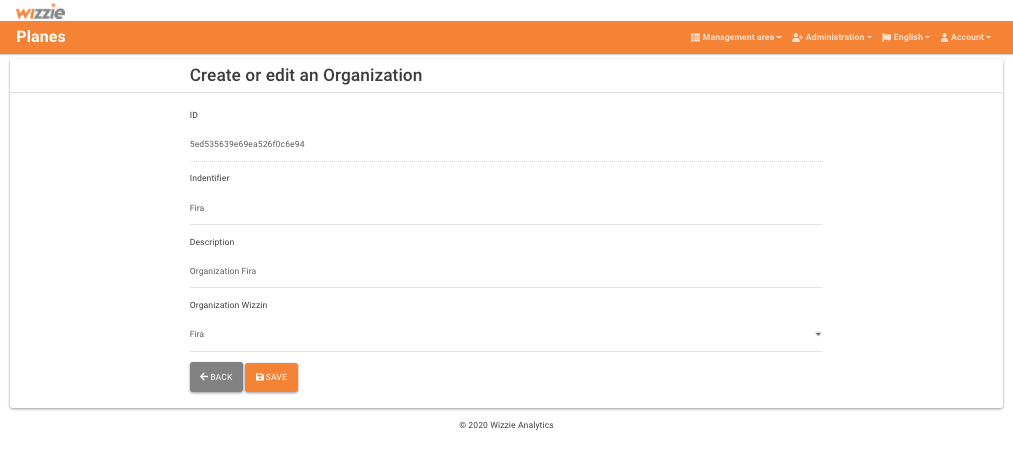 wizzie
Planes
Management area
Administration
English
Account
Create or edit an Organization
ID
5ed535639e69ea526f0c6e94
Indentifier
Fira
Description
Organization Fira
Organization Wizzin
Fira
BACK
SAVE
© 2020 Wizzie Analytics